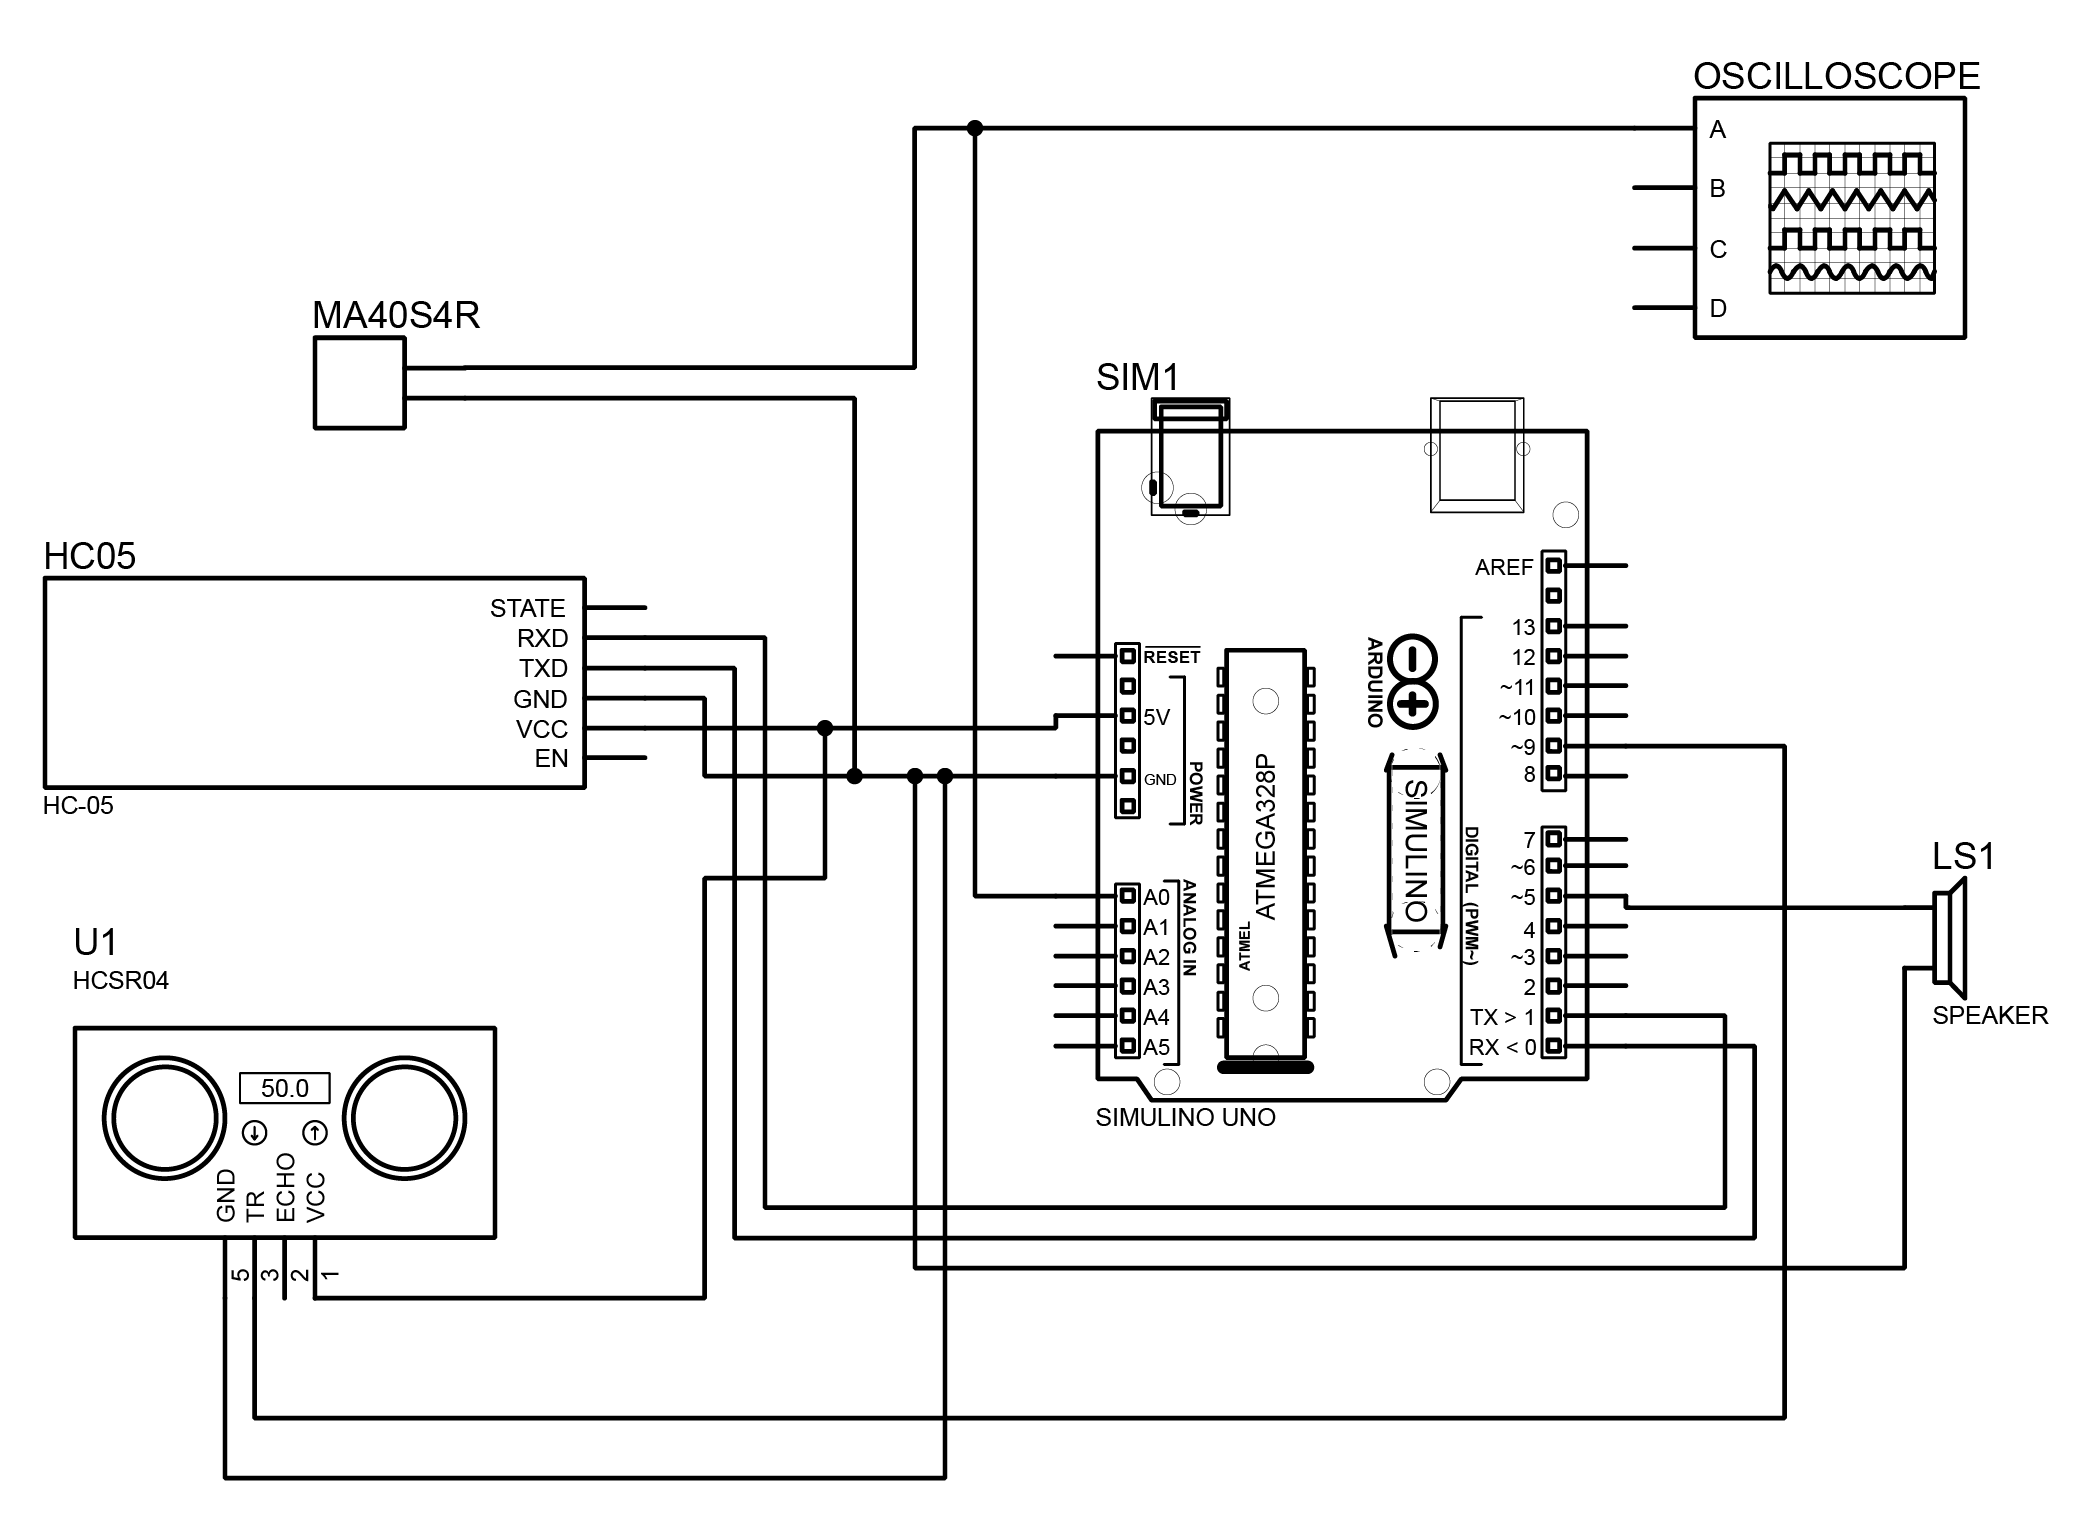 OSCILLOSCOPE
A
B
C
D
MA40S4R
SIM1
HC05
STATE
RXD
TXD
GND
VCC
EN
HC-05
RESET
5V
GND
POWER
A0
A1
A2
A3
A4
A5
ANALOG IN
ATMEGA328P
ATMEL
ARDUINO
SIMULINO
DIGITAL (PWM~)
AREF
13
12
~11
~10
~9
8
7
~6
~5
4
~3
2
TX > 1
RX < 0
SIMULINO UNO
LS1
SPEAKER
U1
HCSR04
50.0
GND
TR
ECHO
VCC
5
3
2
1